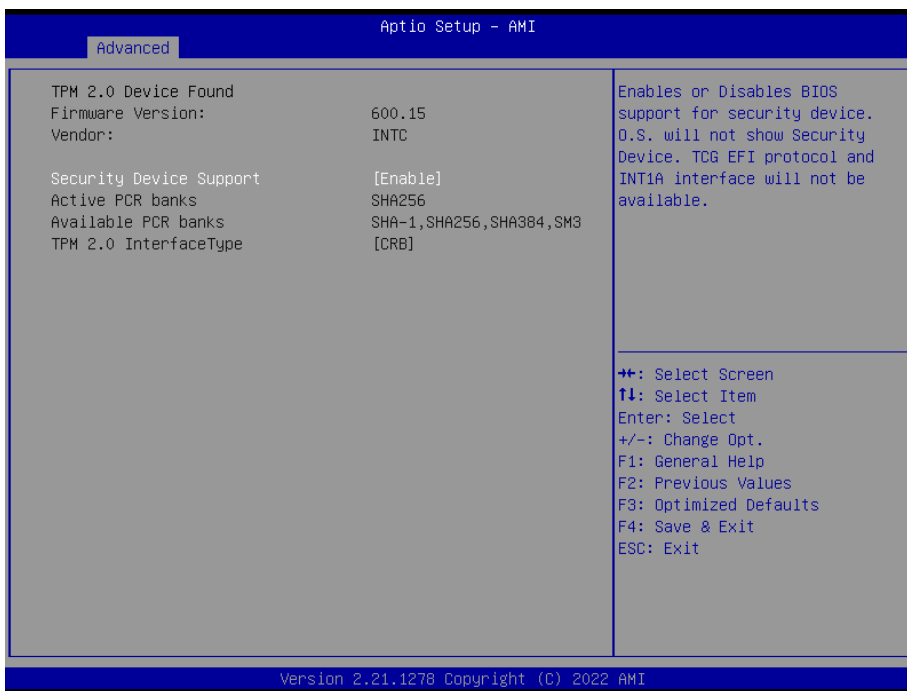 Aptio Setup – AMI
Advanced
TPM 2.0 Device Found
Firmware Version: 600.15
Vendor: INTC
Security Device Support [Enable]
Active PCR banks SHA256
Available PCR banks SHA-1,SHA256,SHA384,SM3
TPM 2.0 InterfaceType [CRB]
Enables or Disables BIOS
support for security device.
O.S. will not show Security
Device. TCG EFI protocol and
INT1A interface will not be
available.
→←: Select Screen
↑↓: Select Item
Enter: Select
+/-: Change Opt.
F1: General Help
F2: Previous Values
F3: Optimized Defaults
F4: Save & Exit
ESC: Exit
Version 2.21.1278 Copyright (C) 2022 AMI